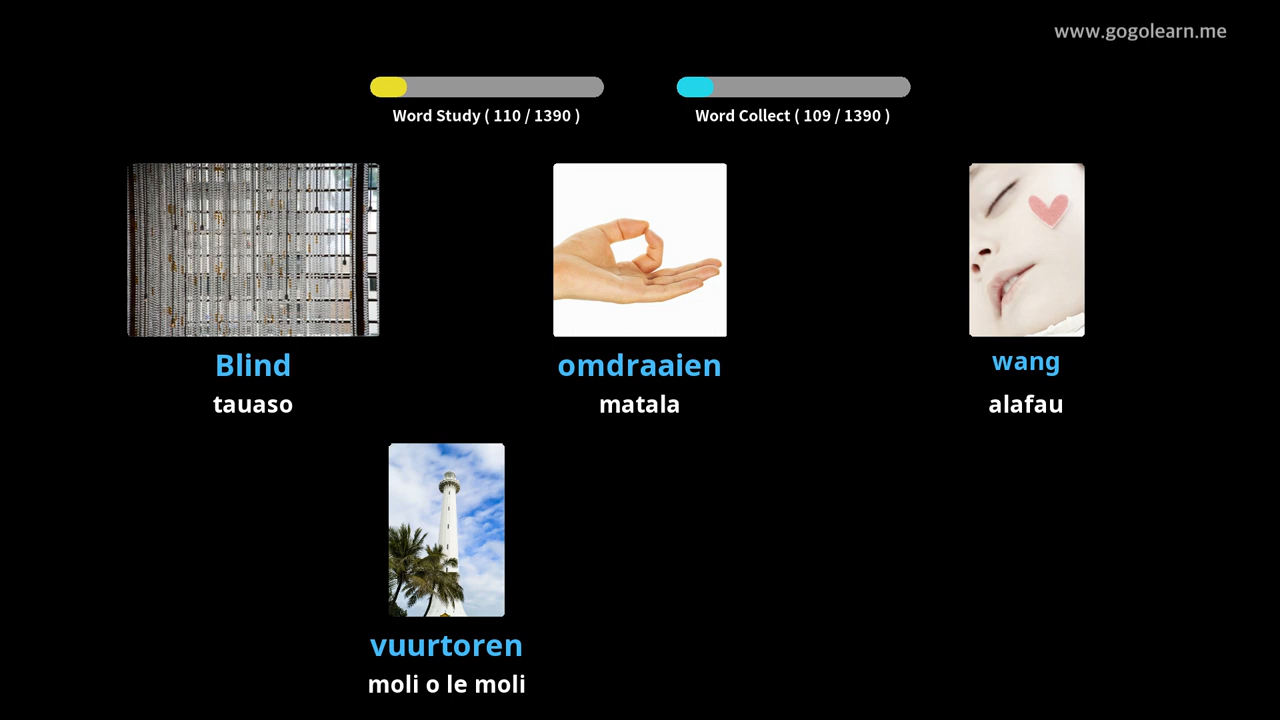 www.gogolearn.me
Word Study ( 110 / 1390 )
Word Collect ( 109 / 1390 )
Blind
tauaso
omdraaien
matala
wang
alafau
vuurtoren
moli o le moli